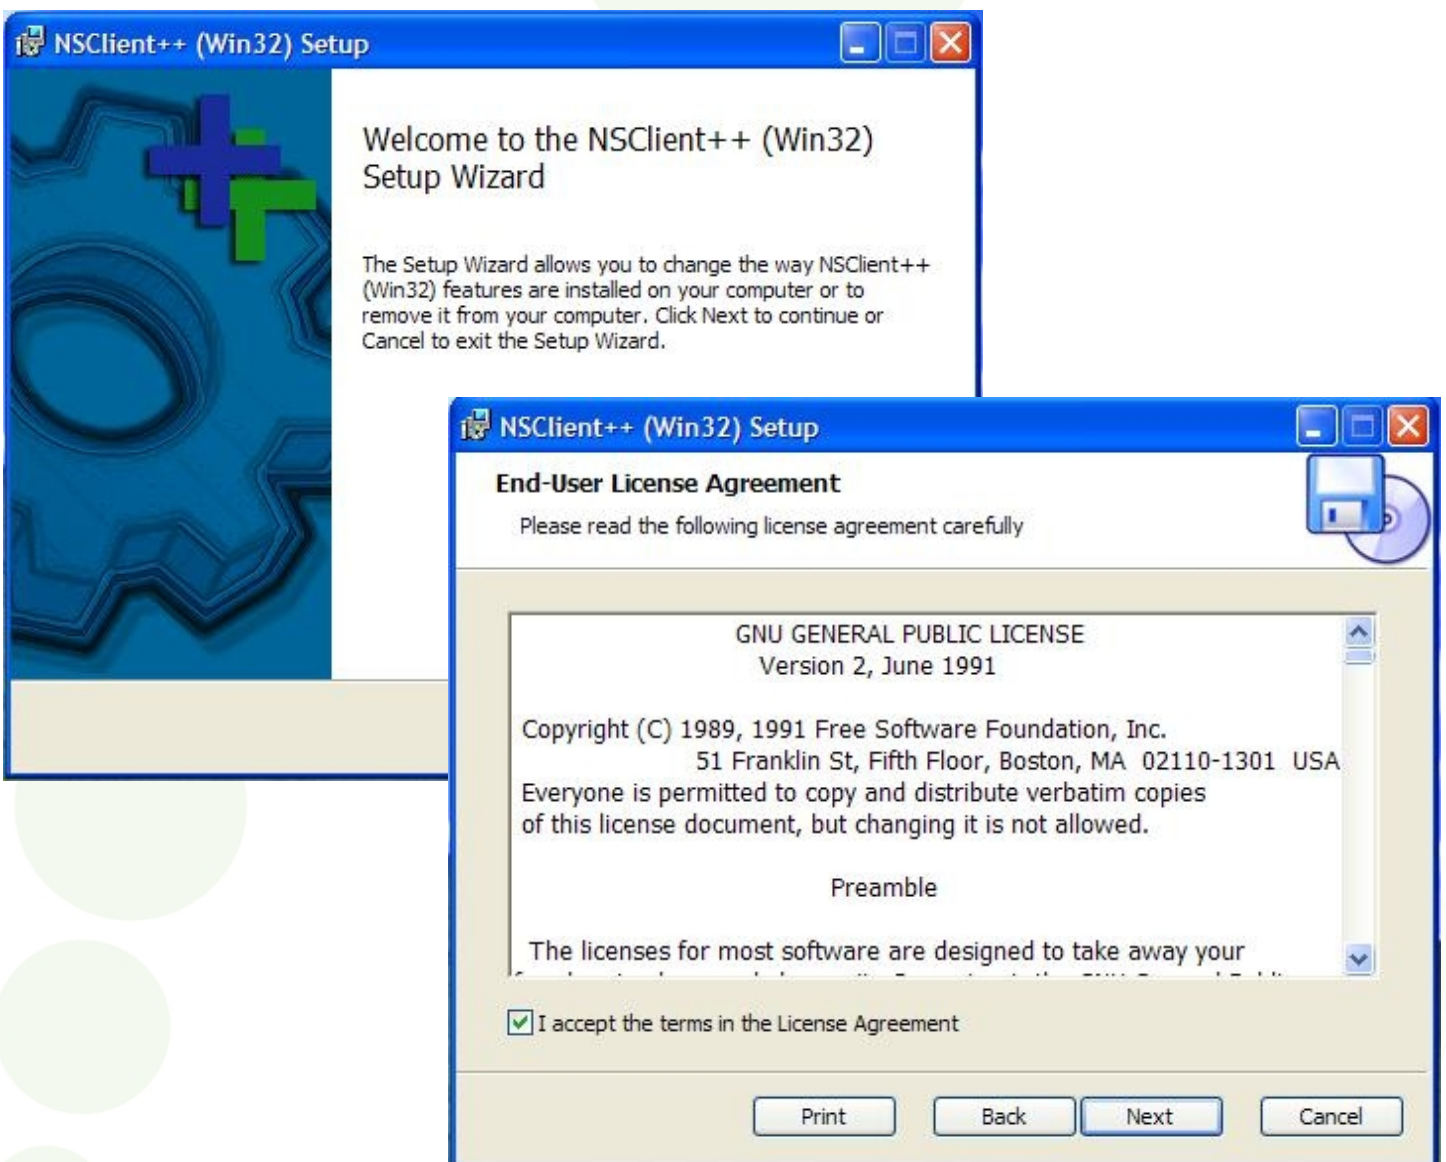 NSClient++ (Win32) Setup
Welcome to the NSClient++ (Win32)
Setup Wizard
The Setup Wizard allows you to change the way NSClient++
(Win32) features are installed on your computer or to
remove it from your computer. Click Next to continue or
Cancel to exit the Setup Wizard.
NSClient++ (Win32) Setup
End-User License Agreement
Please read the following license agreement carefully
GNU GENERAL PUBLIC LICENSE
Version 2, June 1991
Copyright (C) 1989, 1991 Free Software Foundation, Inc.
51 Franklin St, Fifth Floor, Boston, MA 02110-1301 USA
Everyone is permitted to copy and distribute verbatim copies
of this license document, but changing it is not allowed.
Preamble
The licenses for most software are designed to take away your
I accept the terms in the License Agreement
Print Back Next Cancel